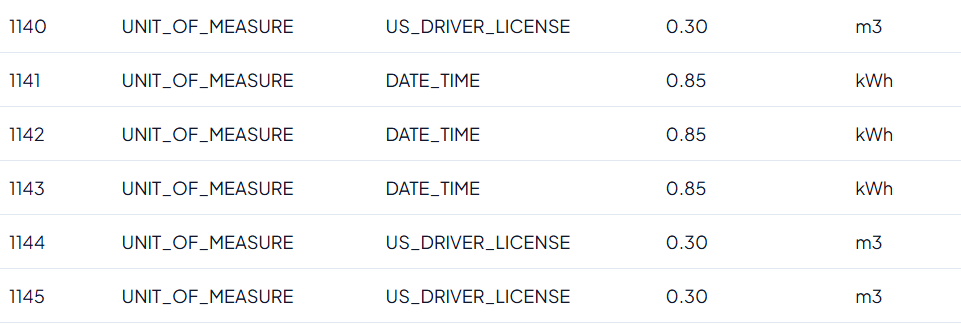 1140 UNIT_OF_MEASURE US_DRIVER_LICENSE 0.30 m3
1141 UNIT_OF_MEASURE DATE_TIME 0.85 kWh
1142 UNIT_OF_MEASURE DATE_TIME 0.85 kWh
1143 UNIT_OF_MEASURE DATE_TIME 0.85 kWh
1144 UNIT_OF_MEASURE US_DRIVER_LICENSE 0.30 m3
1145 UNIT_OF_MEASURE US_DRIVER_LICENSE 0.30 m3